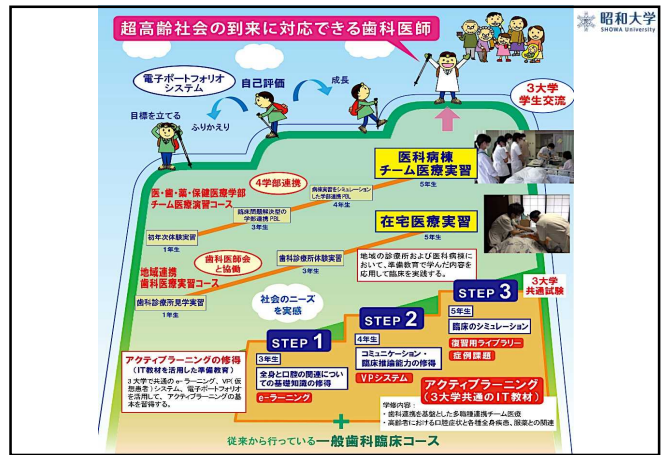 超高齢社会の到来に対応できる歯科医師
昭和大学
SHOWA University
電子ポートフォリオ
システム
自己評価
成長
目標を立てる
ふりかえり
3大学
学生交流
4学部連携
医科病棟
チーム医療実習
5年生
医・歯・薬・保健医療学部
チーム医療演習コース
病棟実習をシミュレーション
した学部連携PBL
4年生
臨床問題解決型の
学部連携PBL
3年生
初年次体験実習
1年生
在宅医療実習
5年生
歯科医師会
と協働
歯科診療所体験実習
3年生
地域連携
歯科医療実習コース
歯科診療所見学実習
1年生
地域の診療所および医科病棟に
おいて、準備教育で学んだ内容を
応用して臨床を実践する。
社会のニーズ
を実感
3大学
共通試験
STEP 3
5年生
臨床のシミュレーション
復習用ライブラリー
症例課題
STEP 2
4年生
コミュニケーション・
臨床推論能力の修得
VPシステム
STEP 1
3年生
全身と口腔の関連につい
ての基礎知識の修得
e-ラーニング
アクティブラーニングの修得
(IT教材を活用した準備教育)
3大学で共通のe-ラーニング、VP(仮
想患者)システム、電子ポートフォリオ
を活用して、アクティブラーニングの基
本を習得する。
アクティブラーニング
(3大学共通のIT教材)
学修内容:
・歯科連携を基盤とした多職種連携チーム医療
・高齢者における口腔症状と各種全身疾患、服薬との関連
+
従来から行っている一般歯科臨床コース